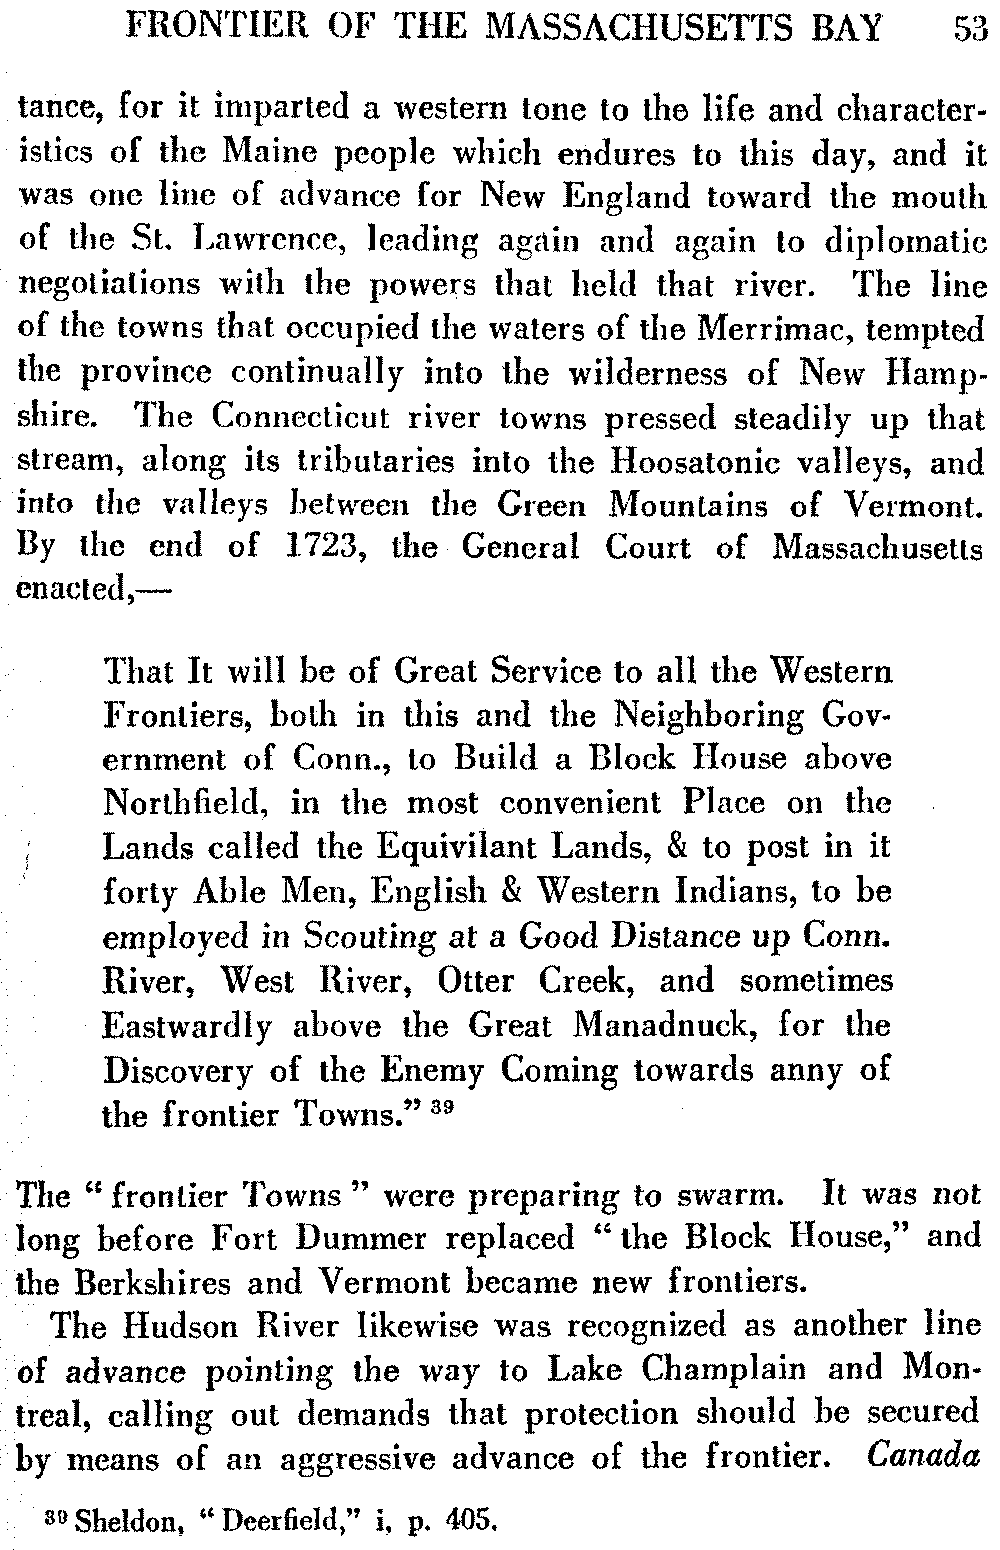 FRONTIER OF THE MASSACHUSETTS BAY 53
tance, for it imparted a western tone to the life and character-
istics of the Maine people which endures to this day, and it
was one line of advance for New England toward the mouth
of the St. Lawrence, leading again and again to diplomatic
negotiations with the powers that held that river. The line
of the towns that occupied the waters of the Merrimac, tempted
the province continually into the wilderness of New Hamp-
shire. The Connecticut river towns pressed steadily up that
stream, along its tributaries into the Hoosatonic valleys, and
into the valleys between the Green Mountains of Vermont.
By the end of 1723, the General Court of Massachusetts
enacted,—
That It will be of Great Service to all the Western
Frontiers, both in this and the Neighboring Gov-
ernment of Conn., to Build a Block House above
Northfield, in the most convenient Place on the
Lands called the Equivilant Lands, & to post in it
forty Able Men, English & Western Indians, to be
employed in Scouting at a Good Distance up Conn.
River, West River, Otter Creek, and sometimes
Eastwardly above the Great Manadnuck, for the
Discovery of the Enemy Coming towards anny of
the frontier Towns.” 39
The “ frontier Towns ” were preparing to swarm. It was not
long before Fort Dummer replaced “ the Block House,” and
the Berkshires and Vermont became new frontiers.
The Hudson River likewise was recognized as another line
of advance pointing the way to Lake Champlain and Mon-
treal, calling out demands that protection should be secured
by means of an aggressive advance of the frontier. Canada
39 Sheldon, “ Deerfield,” i, p. 405.